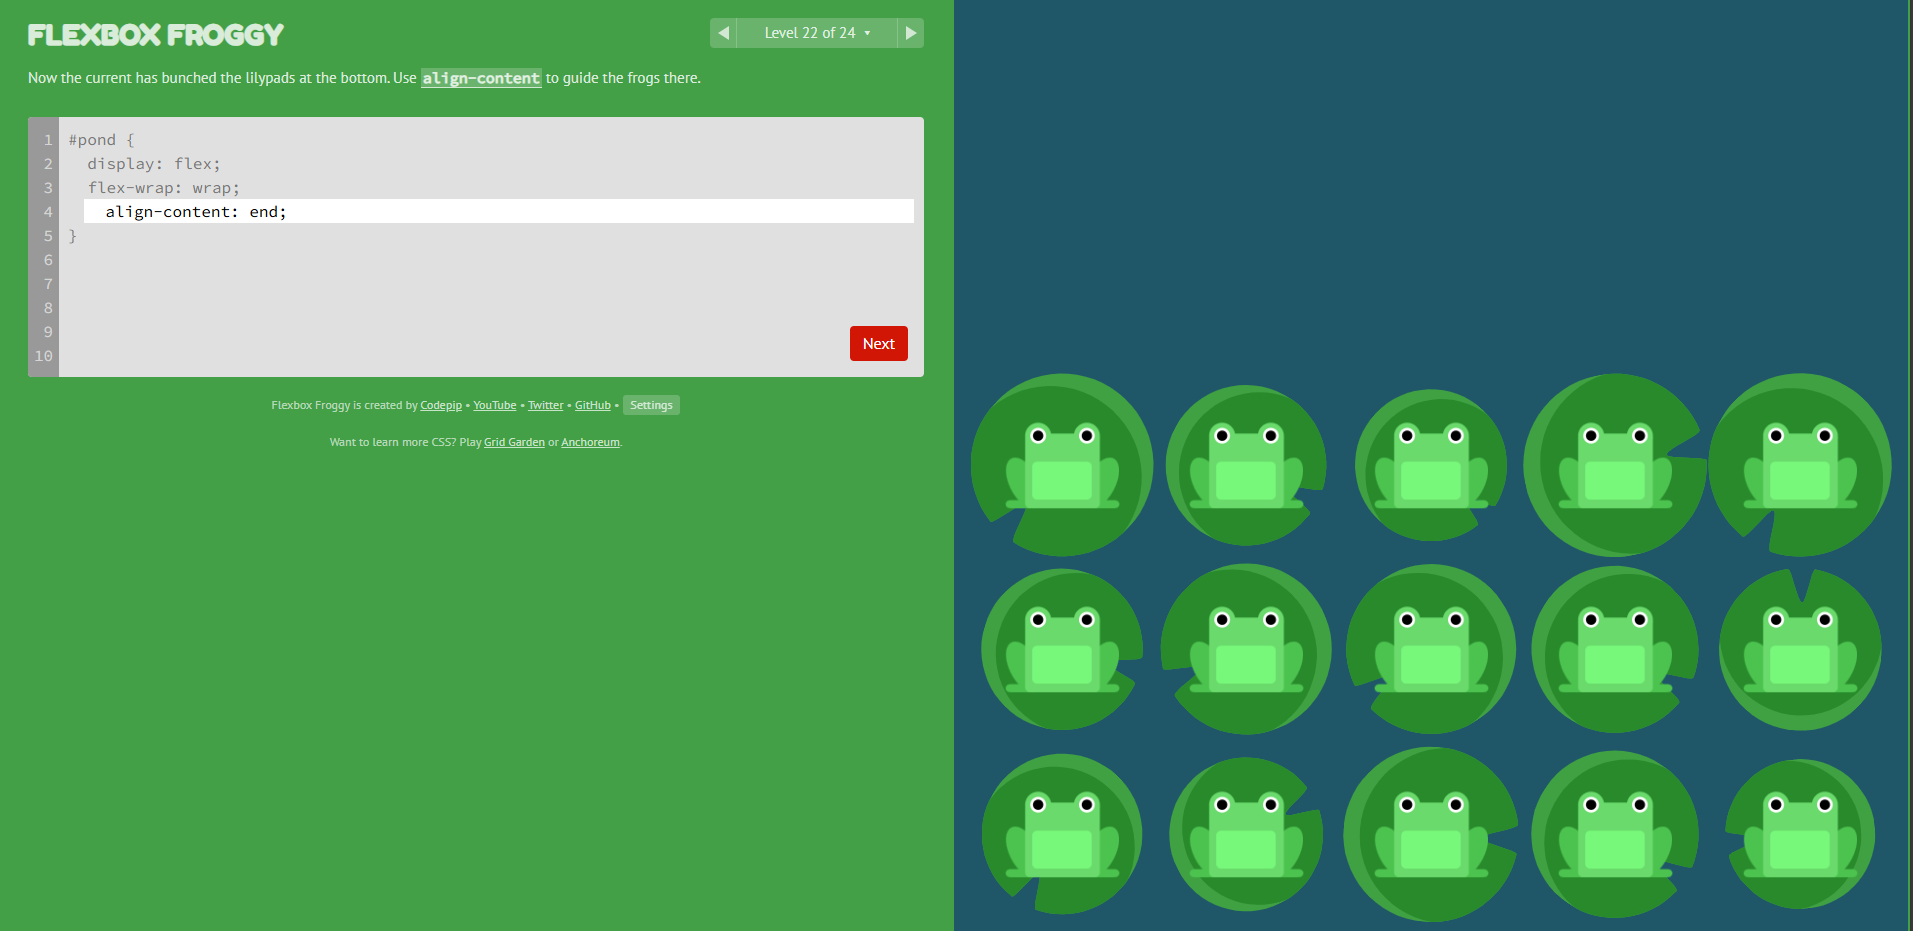 FLEXBOX FROGGY
◀ Level 22 of 24 ▾ ▶
Now the current has bunched the lilypads at the bottom. Use align-content to guide the frogs there.
1 #pond {
2 display: flex;
3 flex-wrap: wrap;
4 align-content: end;
5 }
6
7
8
9
10
Next
Flexbox Froggy is created by Codepip • YouTube • Twitter • GitHub • Settings
Want to learn more CSS? Play Grid Garden or Anchoreum.